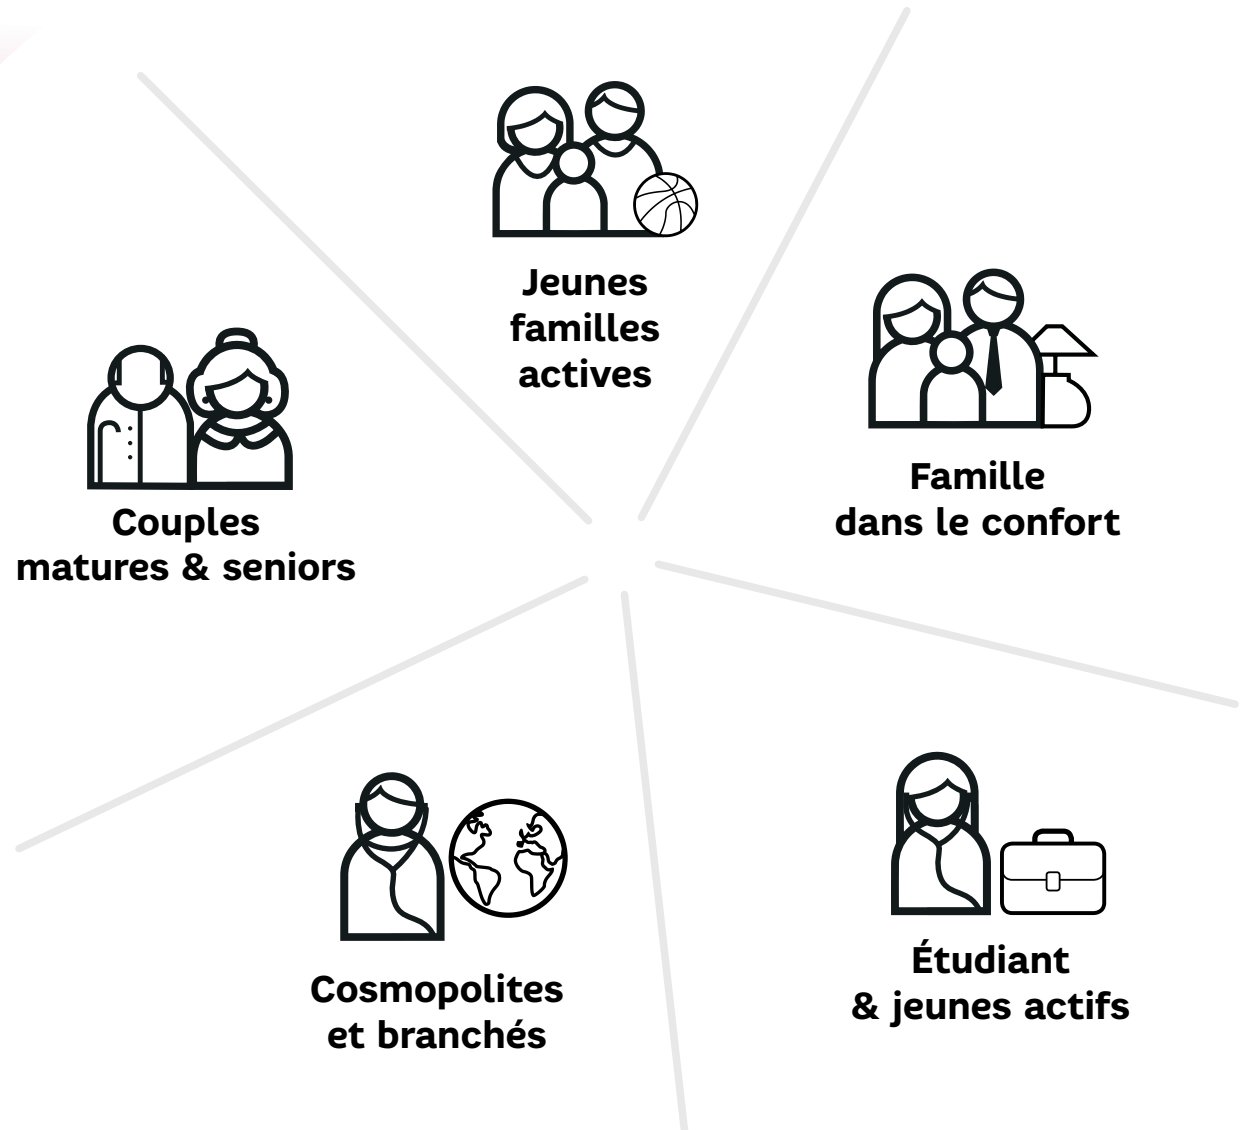 Jeunes
familles
actives
Famille
dans le confort
Couples
matures & seniors
Étudiant
& jeunes actifs
Cosmopolites
et branchés